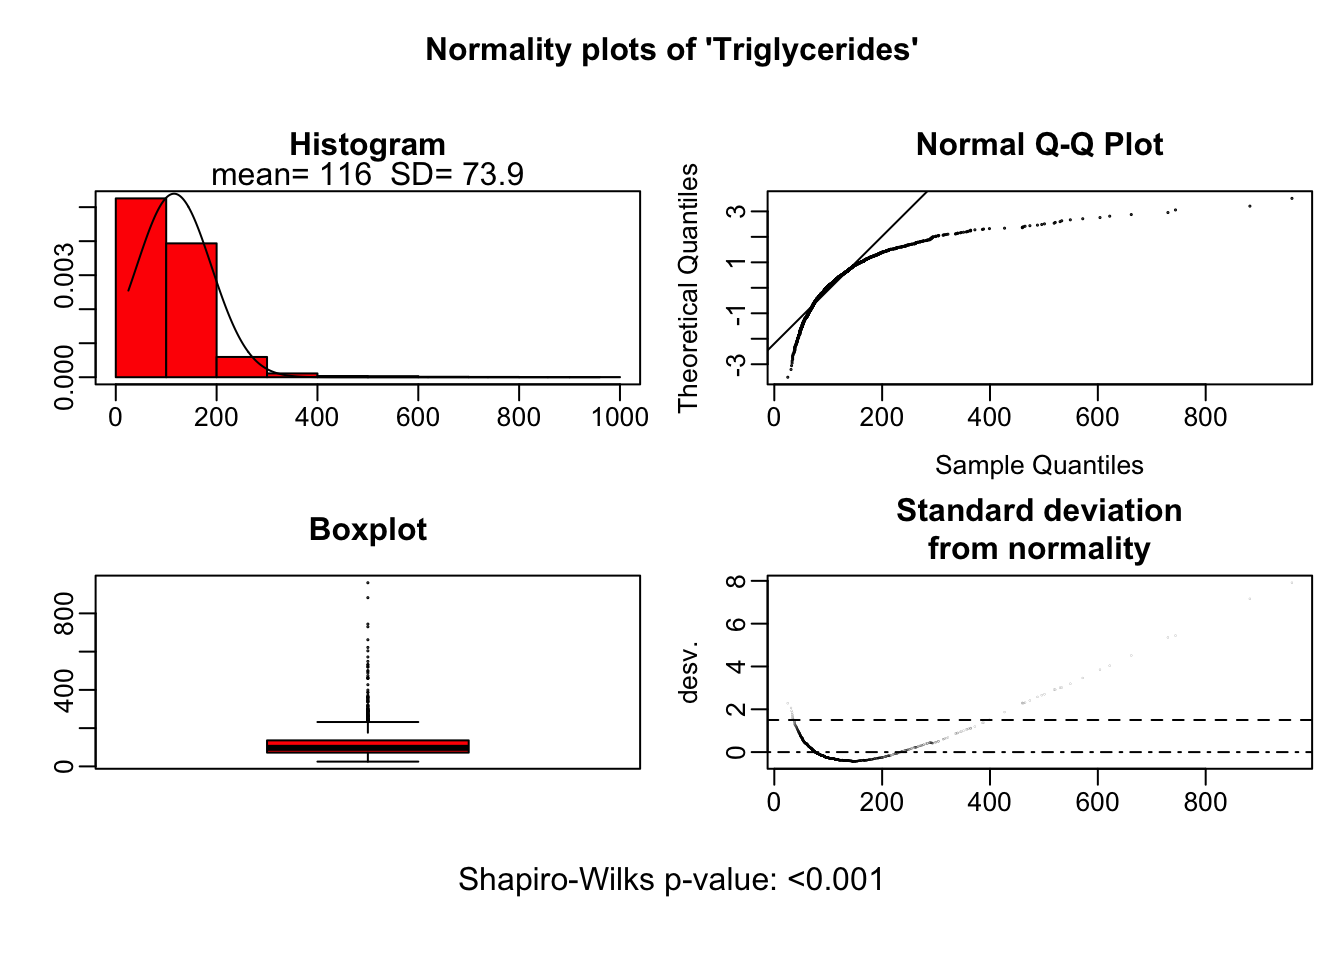 Normality plots of 'Triglycerides'
Histogram
mean= 116  SD= 73.9
0.003
0.000
0 200 400 600 800 1000
Normal Q-Q Plot
Theoretical Quantiles
3
1
-1
-3
0 200 400 600 800
Sample Quantiles
Boxplot
800
400
0
Standard deviation
from normality
desv.
8
6
4
2
0
0 200 400 600 800
Shapiro-Wilks p-value: <0.001